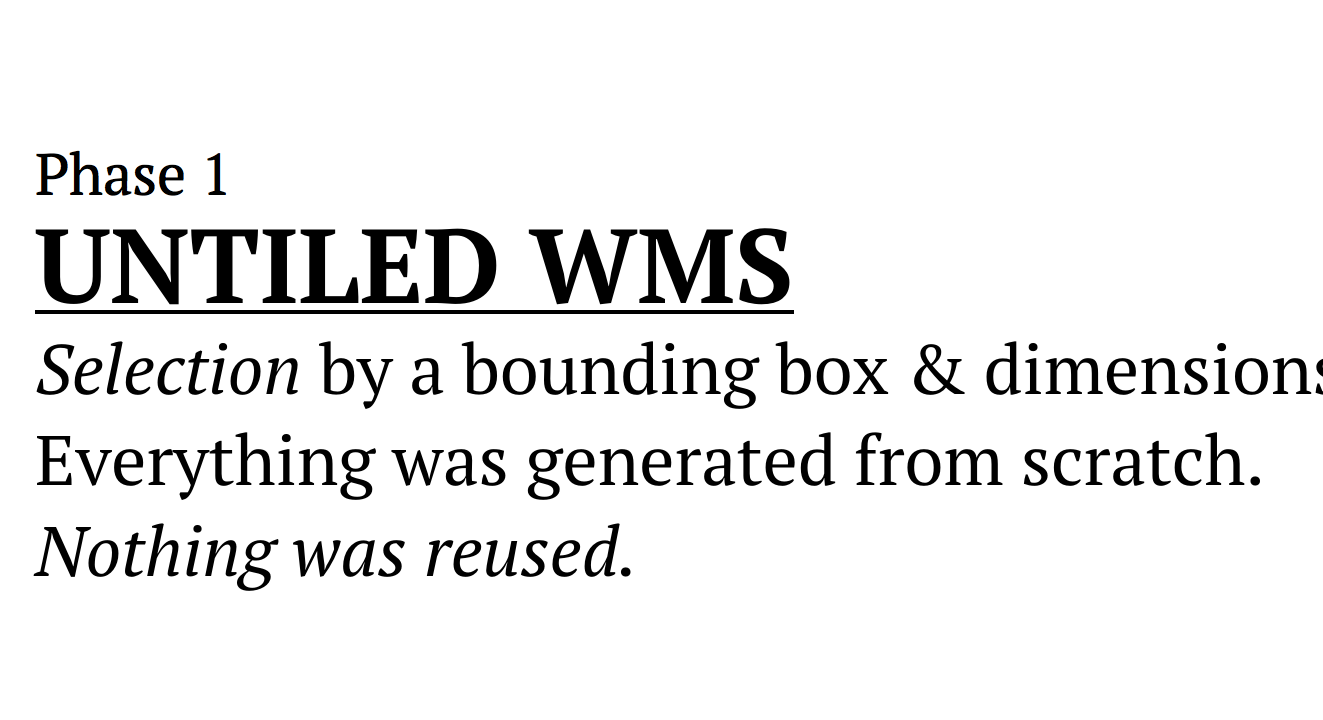 Phase 1
UNTILED WMS
Selection by a bounding box & dimensions
Everything was generated from scratch.
Nothing was reused.